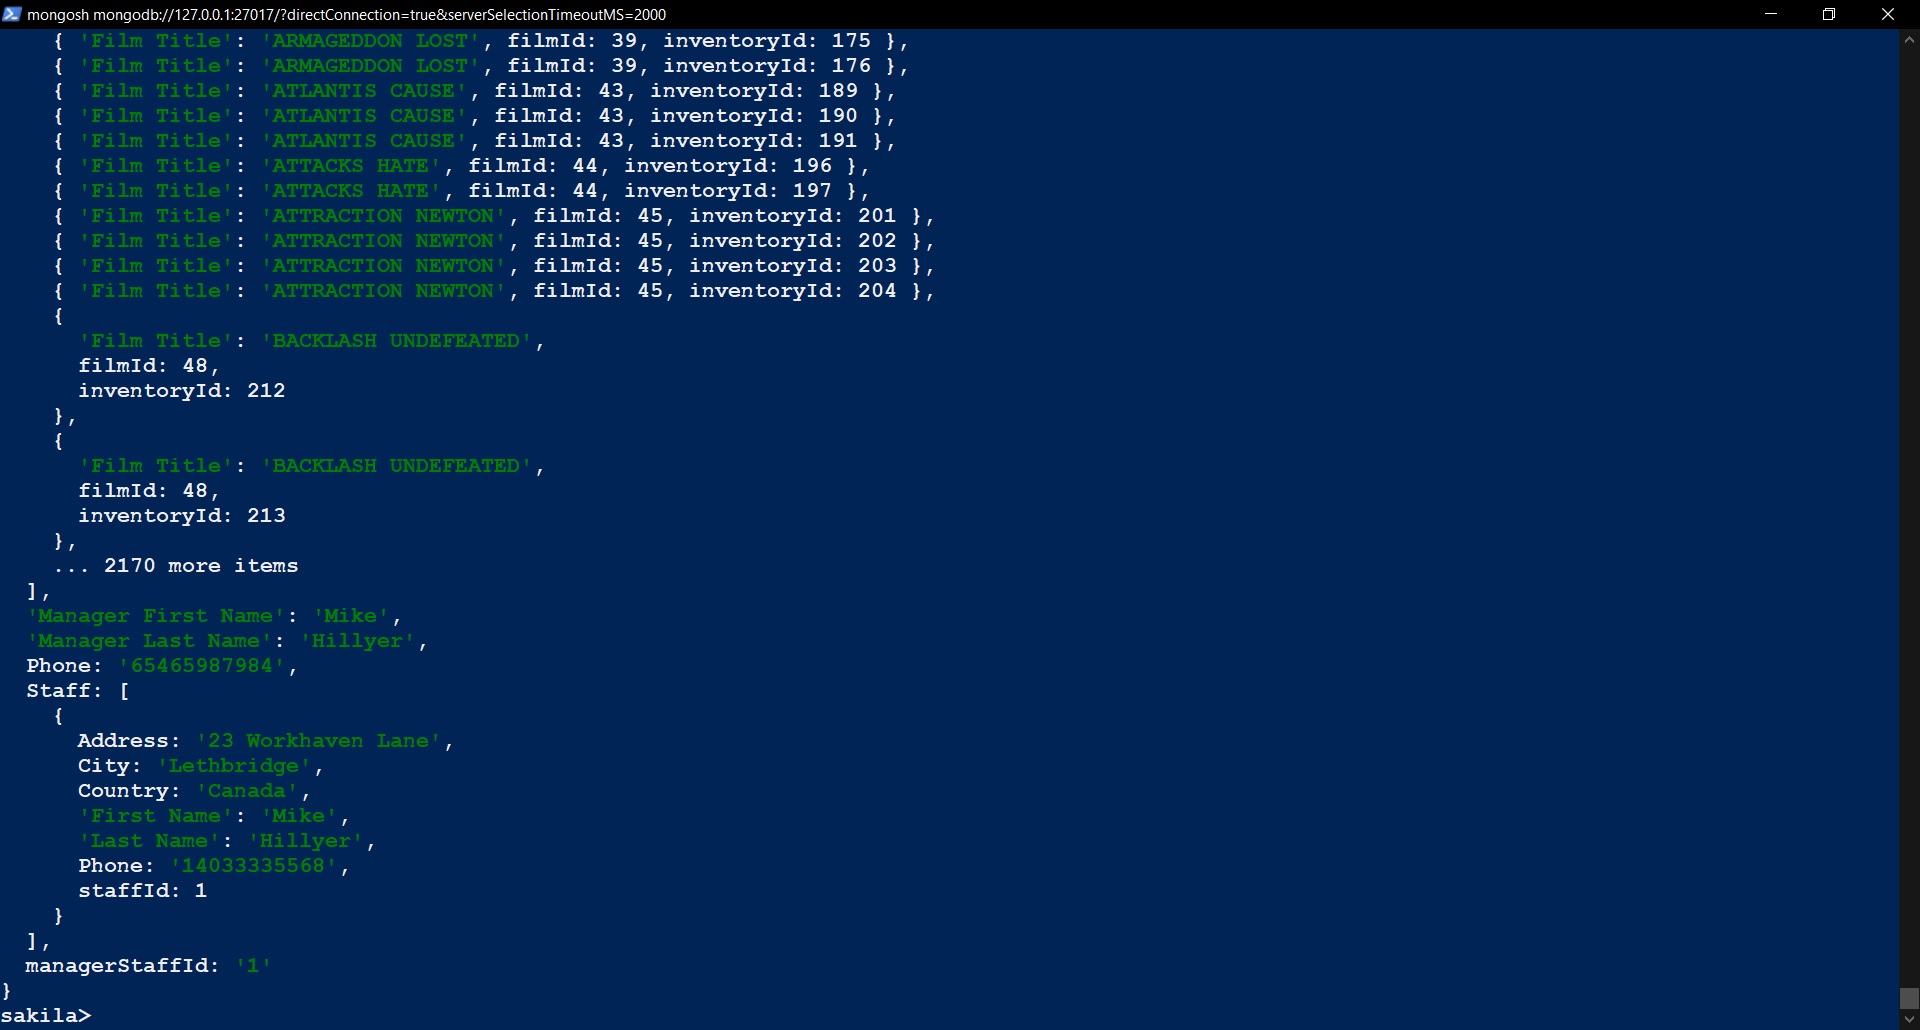 mongosh mongodb://127.0.0.1:27017/?directConnection=true&serverSelectionTimeoutMS=2000
{ 'Film Title': 'ARMAGEDDON LOST', filmId: 39, inventoryId: 175 },
{ 'Film Title': 'ARMAGEDDON LOST', filmId: 39, inventoryId: 176 },
{ 'Film Title': 'ATLANTIS CAUSE', filmId: 43, inventoryId: 189 },
{ 'Film Title': 'ATLANTIS CAUSE', filmId: 43, inventoryId: 190 },
{ 'Film Title': 'ATLANTIS CAUSE', filmId: 43, inventoryId: 191 },
{ 'Film Title': 'ATTACKS HATE', filmId: 44, inventoryId: 196 },
{ 'Film Title': 'ATTACKS HATE', filmId: 44, inventoryId: 197 },
{ 'Film Title': 'ATTRACTION NEWTON', filmId: 45, inventoryId: 201 },
{ 'Film Title': 'ATTRACTION NEWTON', filmId: 45, inventoryId: 202 },
{ 'Film Title': 'ATTRACTION NEWTON', filmId: 45, inventoryId: 203 },
{ 'Film Title': 'ATTRACTION NEWTON', filmId: 45, inventoryId: 204 },
{
'Film Title': 'BACKLASH UNDEFEATED',
filmId: 48,
inventoryId: 212
},
{
'Film Title': 'BACKLASH UNDEFEATED',
filmId: 48,
inventoryId: 213
},
... 2170 more items
],
'Manager First Name': 'Mike',
'Manager Last Name': 'Hillyer',
Phone: '65465987984',
Staff: [
{
Address: '23 Workhaven Lane',
City: 'Lethbridge',
Country: 'Canada',
'First Name': 'Mike',
'Last Name': 'Hillyer',
Phone: '14033335568',
staffId: 1
}
],
managerStaffId: '1'
}
sakila>